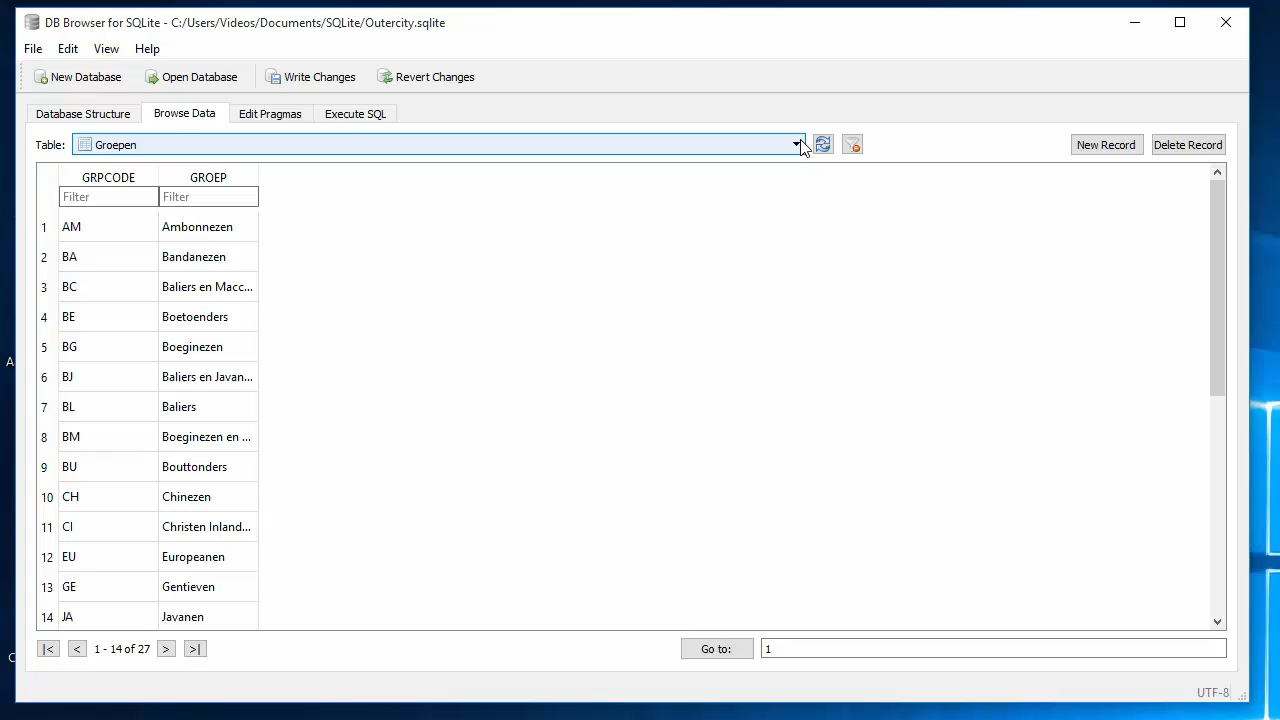 DB Browser for SQLite - C:/Users/Videos/Documents/SQLite/Outercity.sqlite
File Edit View Help
New Database Open Database Write Changes Revert Changes
Database Structure Browse Data Edit Pragmas Execute SQL
Table: Groepen New Record Delete Record
GRPCODE GROEP
Filter Filter
1 AM Ambonnezen
2 BA Bandanezen
3 BC Baliers en Macc...
4 BE Boetoenders
5 BG Boeginezen
6 BJ Baliers en Javan...
7 BL Baliers
8 BM Boeginezen en ...
9 BU Bouttonders
10 CH Chinezen
11 CI Christen Inland...
12 EU Europeanen
13 GE Gentieven
14 JA Javanen
|< < 1 - 14 of 27 > >| Go to: 1
UTF-8
A
C